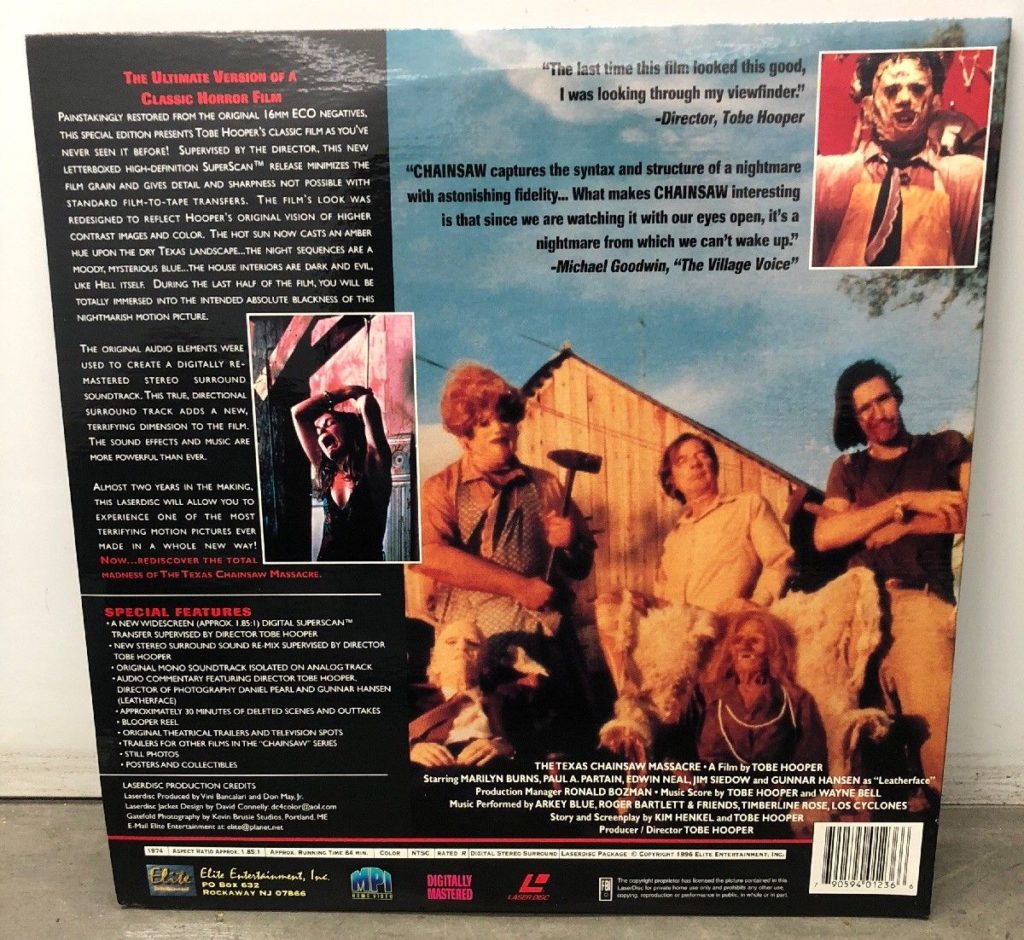 THE ULTIMATE VERSION OF A
CLASSIC HORROR FILM
PAINSTAKINGLY RESTORED FROM THE ORIGINAL 16MM ECO NEGATIVES,
THIS SPECIAL EDITION PRESENTS TOBE HOOPER'S CLASSIC FILM AS YOU'VE
NEVER SEEN IT BEFORE! SUPERVISED BY THE DIRECTOR, THIS NEW
LETTERBOXED HIGH-DEFINITION SUPERSCAN™ RELEASE MINIMIZES THE
FILM GRAIN AND GIVES DETAIL AND SHARPNESS NOT POSSIBLE WITH
STANDARD FILM-TO-TAPE TRANSFERS. THE FILM'S LOOK WAS
REDESIGNED TO REFLECT HOOPER'S ORIGINAL VISION OF HIGHER
CONTRAST IMAGES AND COLOR. THE HOT SUN NOW CASTS AN AMBER
HUE UPON THE DRY TEXAS LANDSCAPE...THE NIGHT SEQUENCES ARE A
MOODY, MYSTERIOUS BLUE...THE HOUSE INTERIORS ARE DARK AND EVIL,
LIKE HELL ITSELF. DURING THE LAST HALF OF THE FILM, YOU WILL BE
TOTALLY IMMERSED INTO THE INTENDED ABSOLUTE BLACKNESS OF THIS
NIGHTMARISH MOTION PICTURE.
THE ORIGINAL AUDIO ELEMENTS WERE
USED TO CREATE A DIGITALLY RE-
MASTERED STEREO SURROUND
SOUNDTRACK. THIS TRUE, DIRECTIONAL
SURROUND TRACK ADDS A NEW,
TERRIFYING DIMENSION TO THE FILM.
THE SOUND EFFECTS AND MUSIC ARE
MORE POWERFUL THAN EVER.
ALMOST TWO YEARS IN THE MAKING,
THIS LASERDISC WILL ALLOW YOU TO
EXPERIENCE ONE OF THE MOST
TERRIFYING MOTION PICTURES EVER
MADE IN A WHOLE NEW WAY!
NOW...REDISCOVER THE TOTAL
MADNESS OF THE TEXAS CHAINSAW MASSACRE.
SPECIAL FEATURES
• A NEW WIDESCREEN (APPROX. 1.85:1) DIGITAL SUPERSCAN™
TRANSFER SUPERVISED BY DIRECTOR TOBE HOOPER
• NEW STEREO SURROUND SOUND RE-MIX SUPERVISED BY DIRECTOR
TOBE HOOPER
• ORIGINAL MONO SOUNDTRACK ISOLATED ON ANALOG TRACK
• AUDIO COMMENTARY FEATURING DIRECTOR TOBE HOOPER,
DIRECTOR OF PHOTOGRAPHY DANIEL PEARL AND GUNNAR HANSEN
(LEATHERFACE)
• APPROXIMATELY 30 MINUTES OF DELETED SCENES AND OUTTAKES
• BLOOPER REEL
• ORIGINAL THEATRICAL TRAILERS AND TELEVISION SPOTS
• TRAILERS FOR OTHER FILMS IN THE "CHAINSAW" SERIES
• STILL PHOTOS
• POSTERS AND COLLECTIBLES
LASERDISC PRODUCTION CREDITS
Laserdisc Produced by Vini Bancalari and Don May, Jr.
Laserdisc Jacket Design by David Connelly: dc4color@aol.com
Gatefold Photography by Kevin Brusie Studios, Portland, ME
E-Mail Elite Entertainment at: elite@planet.net
"The last time this film looked this good,
I was looking through my viewfinder."
-Director, Tobe Hooper
"CHAINSAW captures the syntax and structure of a nightmare
with astonishing fidelity... What makes CHAINSAW interesting
is that since we are watching it with our eyes open, it's a
nightmare from which we can't wake up."
-Michael Goodwin, "The Village Voice"
THE TEXAS CHAINSAW MASSACRE • A Film by TOBE HOOPER
Starring MARILYN BURNS, PAUL A. PARTAIN, EDWIN NEAL, JIM SIEDOW and GUNNAR HANSEN as "Leatherface"
Production Manager RONALD BOZMAN • Music Score by TOBE HOOPER and WAYNE BELL
Music Performed by ARKEY BLUE, ROGER BARTLETT & FRIENDS, TIMBERLINE ROSE, LOS CYCLONES
Story and Screenplay by KIM HENKEL and TOBE HOOPER
Producer / Director TOBE HOOPER
1974 ASPECT RATIO APPROX. 1.85:1 APPROX. RUNNING TIME 84 MIN. COLOR NTSC RATED R DIGITAL STEREO SURROUND LASERDISC PACKAGE © COPYRIGHT 1996 ELITE ENTERTAINMENT, INC.
Elite
Entertainment
Elite Entertainment, Inc.
PO BOX 632
ROCKAWAY NJ 07866
MPI
HOME VIDEO
DIGITALLY
MASTERED
LASER DISC
FBI
The copyright proprietor has licensed the picture contained in this
LaserDisc for private home use only and prohibits any other use,
copying, reproduction or performance in public, in whole or in part.
7 90594 01236 6